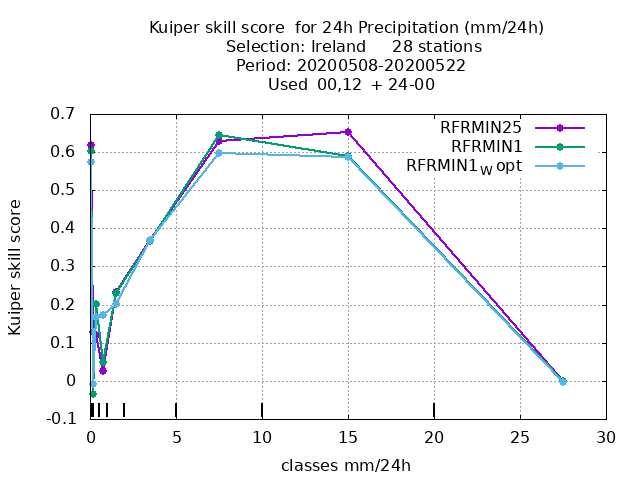 Kuiper skill score  for 24h Precipitation (mm/24h)
Selection: Ireland     28 stations
Period: 20200508-20200522
Used  00,12  + 24-00
RFRMIN25
RFRMIN1
RFRMIN1W opt
0.7
0.6
0.5
0.4
0.3
0.2
0.1
0
-0.1
Kuiper skill score
0 5 10 15 20 25 30
classes mm/24h